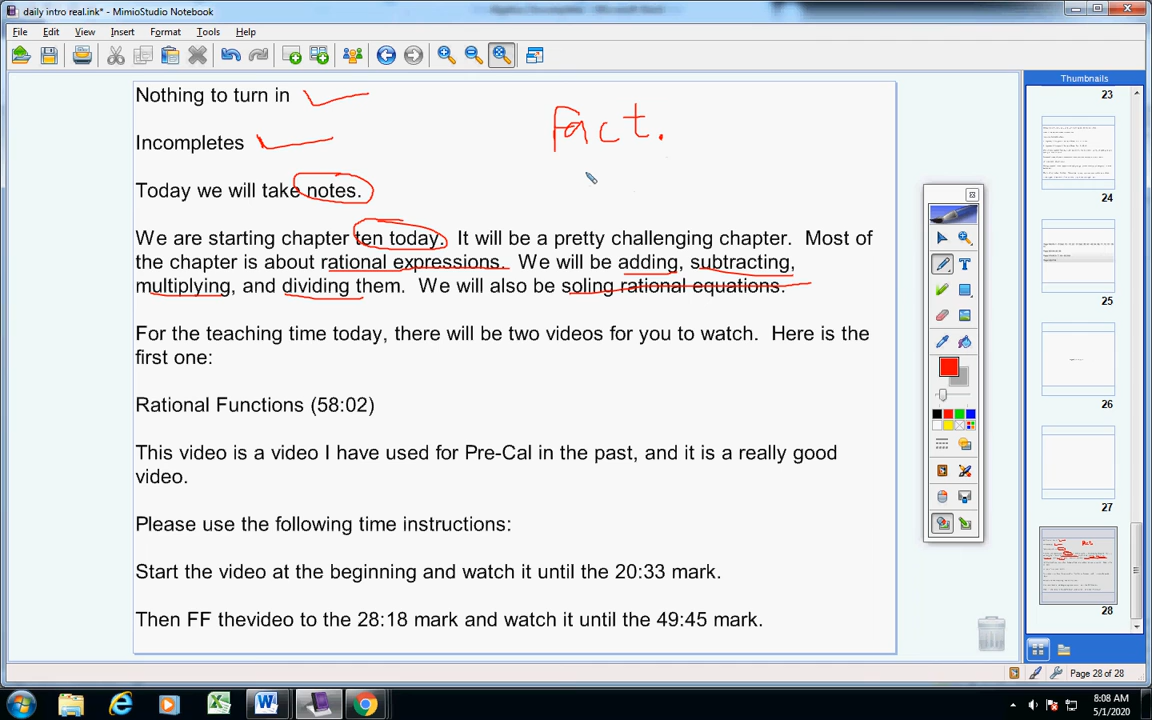 Algebra (Incomplete) - Microsoft Word
daily intro real.ink* - MimioStudio Notebook
File Edit View Insert Format Tools Help
Thumbnails
Nothing to turn in
Fact.
Incompletes
Today we will take notes.
We are starting chapter ten today. It will be a pretty challenging chapter. Most of
the chapter is about rational expressions. We will be adding, subtracting,
multiplying, and dividing them. We will also be soling rational equations.
For the teaching time today, there will be two videos for you to watch. Here is the
first one:
Rational Functions (58:02)
This video is a video I have used for Pre-Cal in the past, and it is a really good
video.
Please use the following time instructions:
Start the video at the beginning and watch it until the 20:33 mark.
Then FF thevideo to the 28:18 mark and watch it until the 49:45 mark.
23
24
25
26
27
28
Page 28 of 28
8:08 AM
5/1/2020